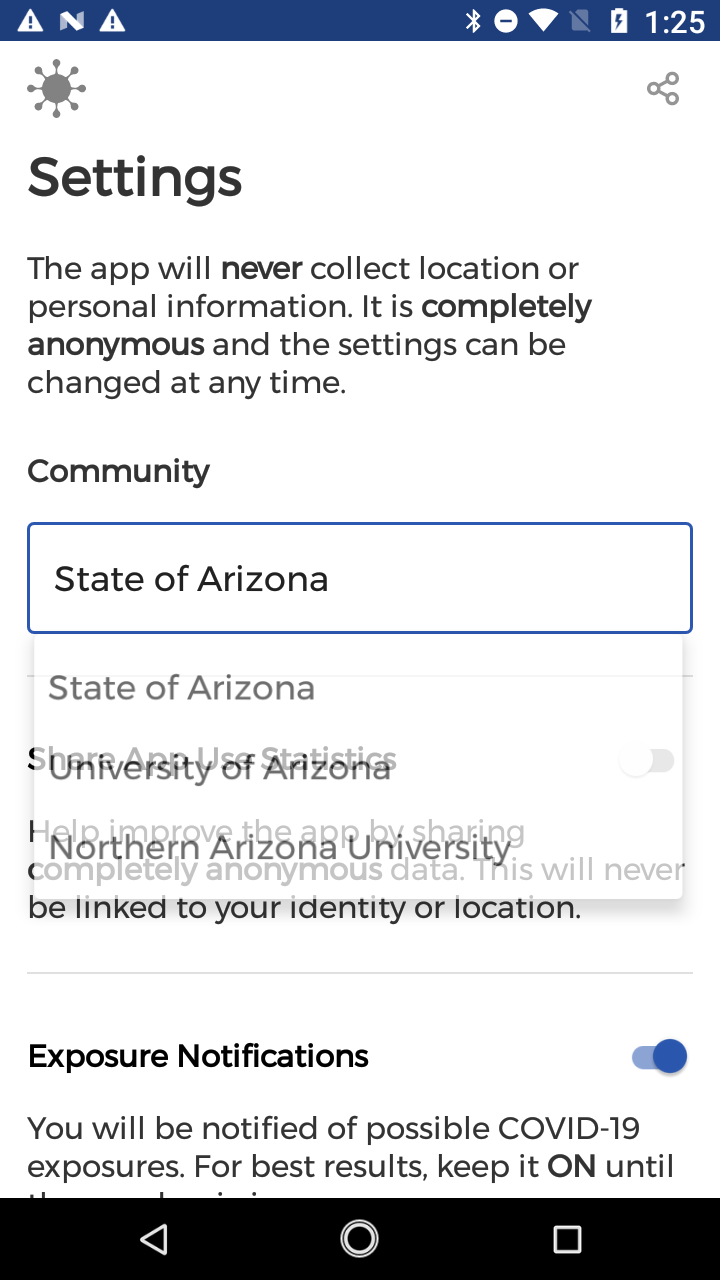 1:25
Settings
The app will never collect location or
personal information. It is completely
anonymous and the settings can be
changed at any time.
Community
State of Arizona
State of Arizona
Share App Use Statistics
University of Arizona
Help improve the app by sharing
Northern Arizona University
completely anonymous data. This will never
be linked to your identity or location.
Exposure Notifications
You will be notified of possible COVID-19
exposures. For best results, keep it ON until